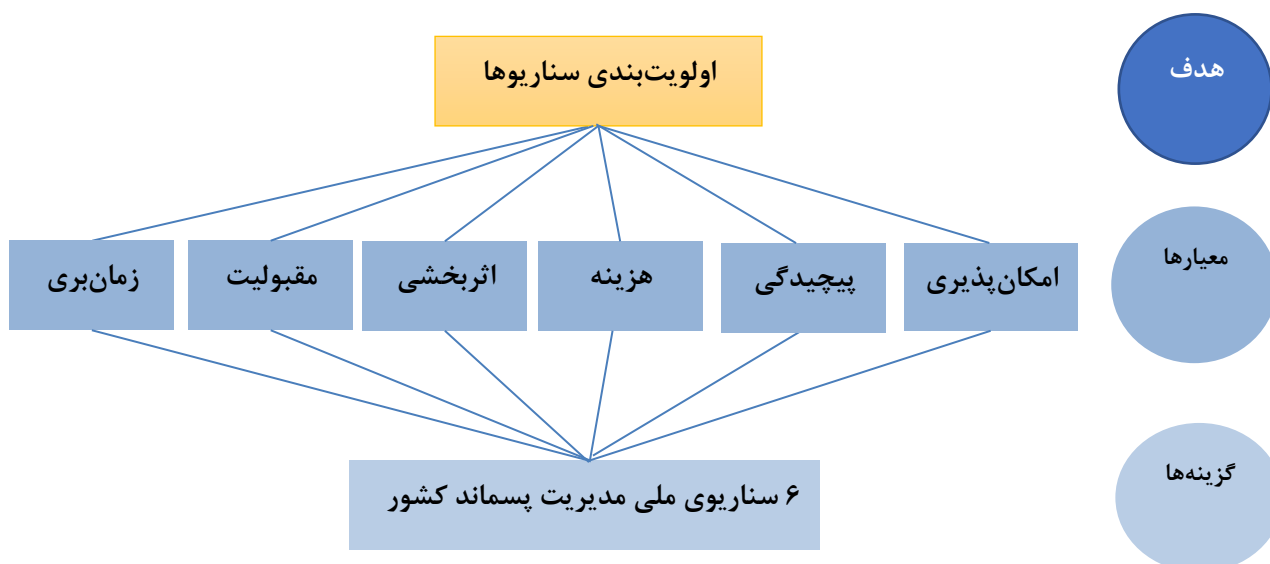 هدف
اولویت‌بندی سناریوها
معیارها
امکان‌پذیری
پیچیدگی
هزینه
اثربخشی
مقبولیت
زمان‌بری
گزینه‌ها
۶ سناریوی ملی مدیریت پسماند کشور